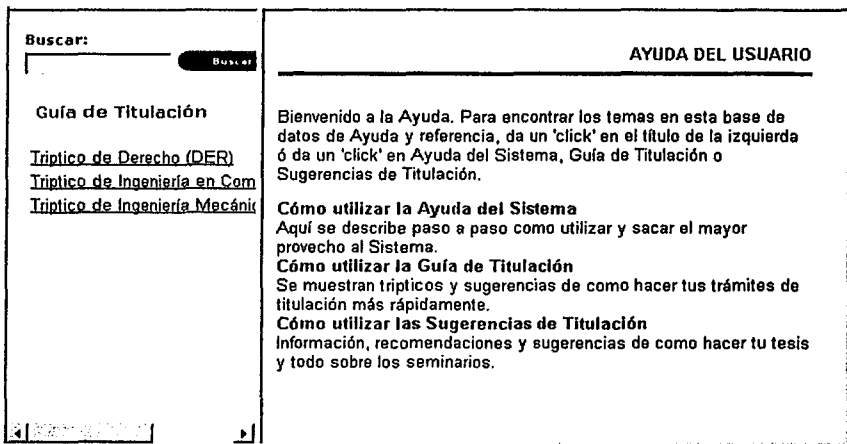 Buscar:
Buscar
Guía de Titulación
Triptico de Derecho (DER)
Triptico de Ingeniería en Com
Triptico de Ingeniería Mecánic
AYUDA DEL USUARIO
Bienvenido a la Ayuda. Para encontrar los temas en esta base de
datos de Ayuda y referencia, da un 'click' en el título de la izquierda
ó da un 'click' en Ayuda del Sistema, Guía de Titulación o
Sugerencias de Titulación.
Cómo utilizar la Ayuda del Sistema
Aquí se describe paso a paso como utilizar y sacar el mayor
provecho al Sistema.
Cómo utilizar la Guía de Titulación
Se muestran tripticos y sugerencias de como hacer tus trámites de
titulación más rápidamente.
Cómo utilizar las Sugerencias de Titulación
Información, recomendaciones y sugerencias de como hacer tu tesis
y todo sobre los seminarios.